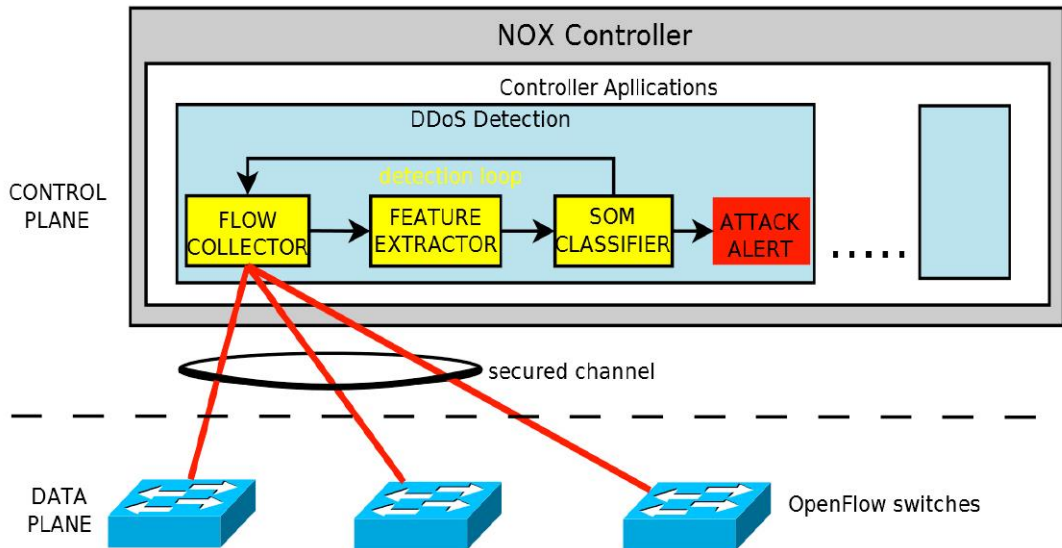 NOX Controller
Controller Apllications
DDoS Detection
detection loop
CONTROL
PLANE
FLOW
COLLECTOR
FEATURE
EXTRACTOR
SOM
CLASSIFIER
ATTACK
ALERT
.....
secured channel
DATA
PLANE
OpenFlow switches